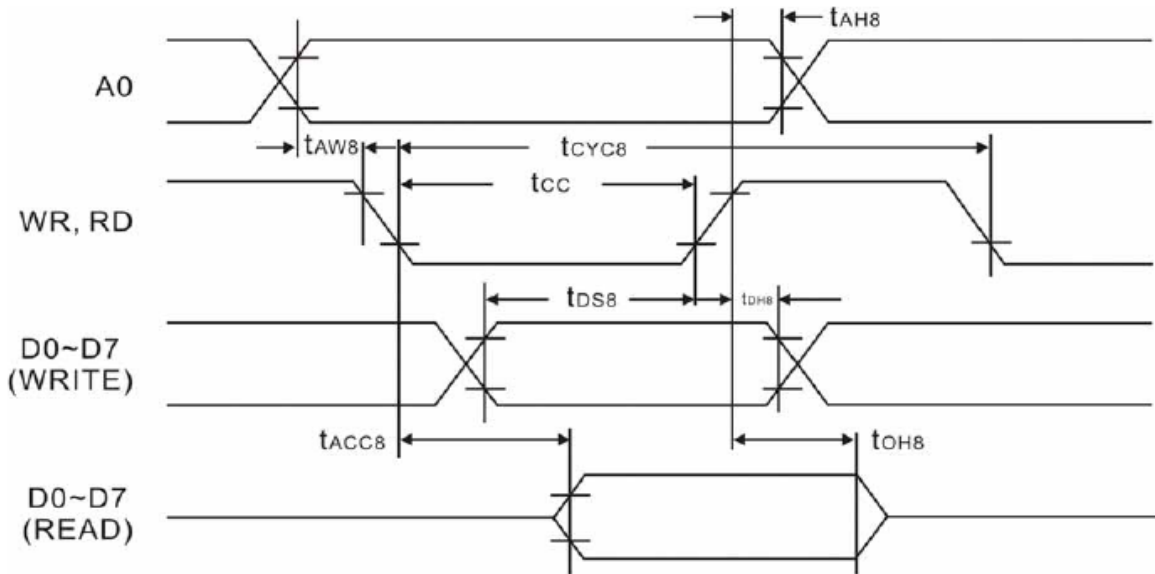 tAH8
A0
tAW8
tCYC8
tCC
WR, RD
tDS8
tDH8
D0~D7
(WRITE)
tACC8
tOH8
D0~D7
(READ)